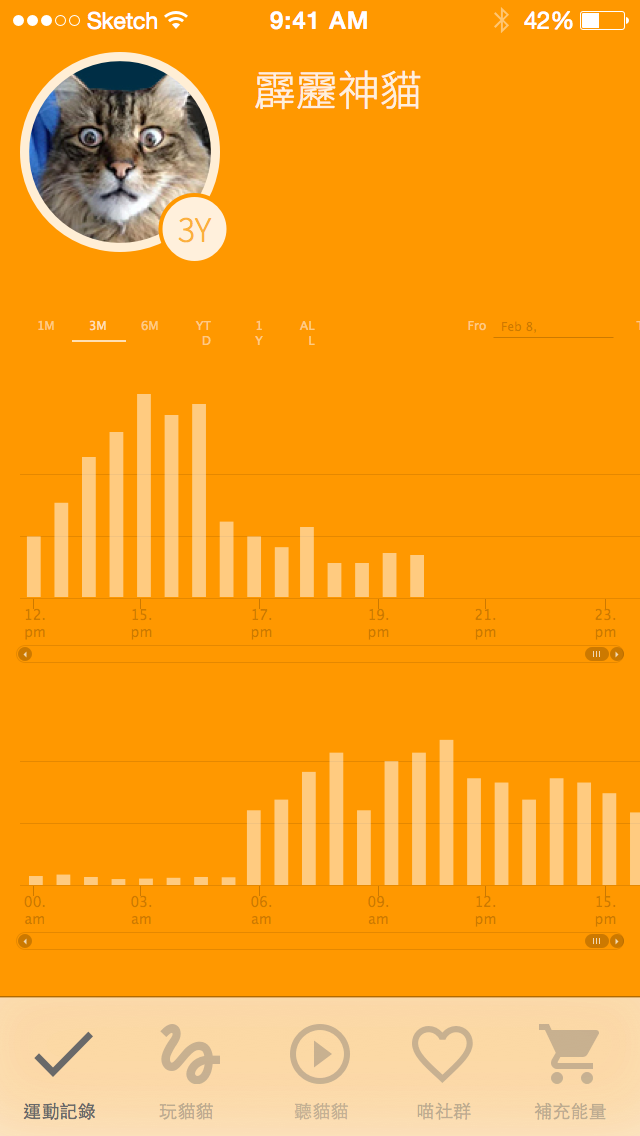 Sketch 9:41 AM 42%
霹靂神貓
3Y
1M 3M 6M YT 1 AL Fro Feb 8, T
D Y L
12. 15. 17. 19. 21. 23.
pm pm pm pm pm pm
00. 03. 06. 09. 12. 15.
am am am am pm pm
運動記錄 玩貓貓 聽貓貓 喵社群 補充能量